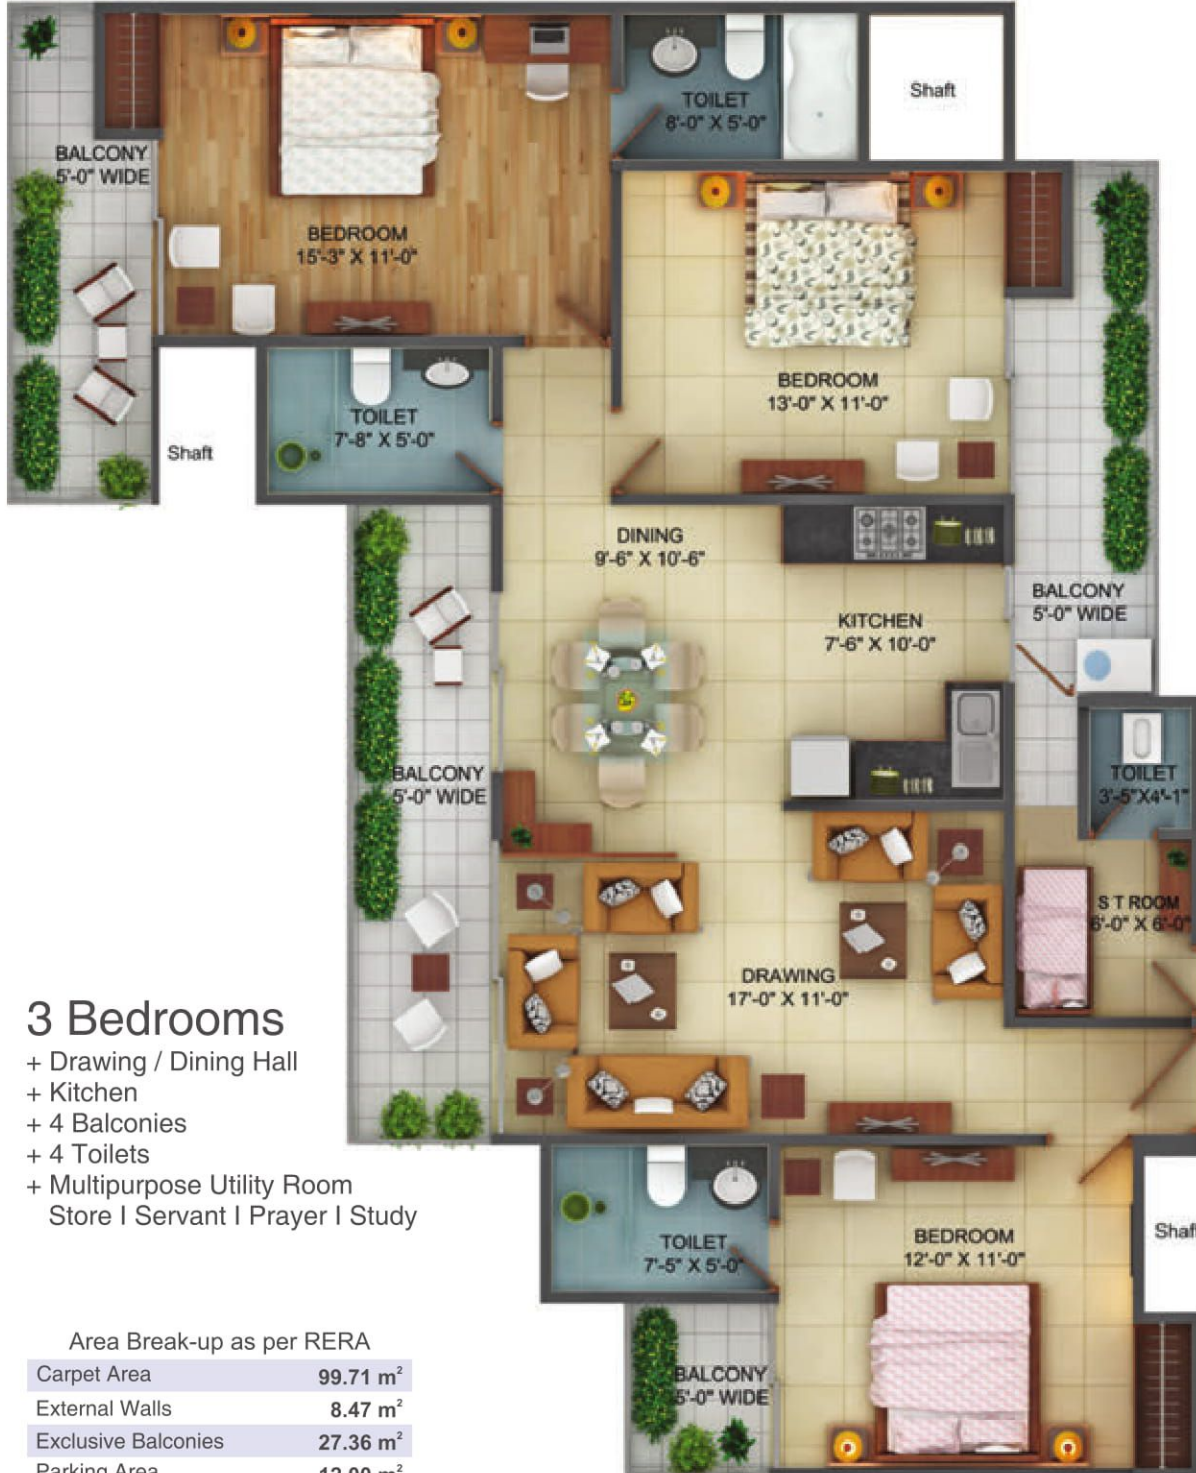 BALCONY
5'-0" WIDE
BEDROOM
15'-3" X 11'-0"
TOILET
8'-0" X 5'-0"
Shaft
BEDROOM
13'-0" X 11'-0"
Shaft
TOILET
7'-8" X 5'-0"
DINING
9'-6" X 10'-6"
KITCHEN
7'-6" X 10'-0"
BALCONY
5'-0" WIDE
BALCONY
5'-0" WIDE
TOILET
3'-5"X4'-1"
S T ROOM
6'-0" X 6'-0"
DRAWING
17'-0" X 11'-0"
3 Bedrooms
+ Drawing / Dining Hall
+ Kitchen
+ 4 Balconies
+ 4 Toilets
+ Multipurpose Utility Room
Store I Servant I Prayer I Study
TOILET
7'-5" X 5'-0"
BEDROOM
12'-0" X 11'-0"
Shaft
BALCONY
5'-0" WIDE
Area Break-up as per RERA
Carpet Area 99.71 m²
External Walls 8.47 m²
Exclusive Balconies 27.36 m²
Parking Area